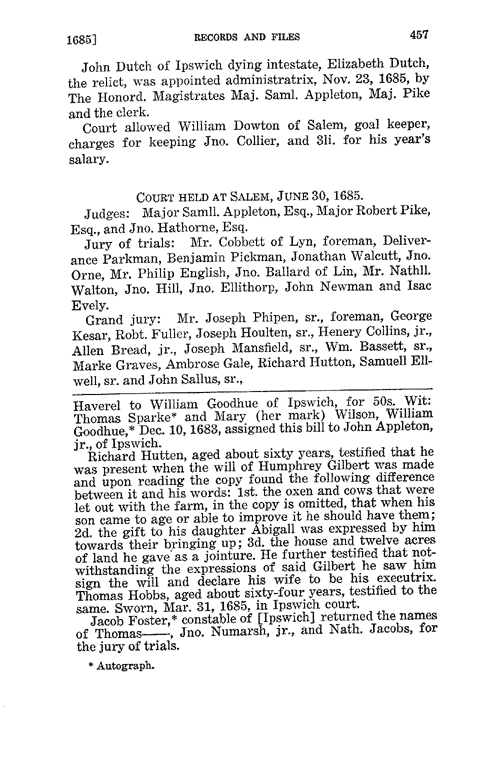 1685] RECORDS AND FILES 457
John Dutch of Ipswich dying intestate, Elizabeth Dutch,
the relict, was appointed administratrix, Nov. 23, 1685, by
The Honord. Magistrates Maj. Saml. Appleton, Maj. Pike
and the clerk.
Court allowed William Dowton of Salem, goal keeper,
charges for keeping Jno. Collier, and 3li. for his year's
salary.
COURT HELD AT SALEM, JUNE 30, 1685.
Judges: Major Samll. Appleton, Esq., Major Robert Pike,
Esq., and Jno. Hathorne, Esq.
Jury of trials: Mr. Cobbett of Lyn, foreman, Deliver-
ance Parkman, Benjamin Pickman, Jonathan Walcutt, Jno.
Orne, Mr. Philip English, Jno. Ballard of Lin, Mr. Nathll.
Walton, Jno. Hill, Jno. Ellithorp, John Newman and Isac
Evely.
Grand jury: Mr. Joseph Phipen, sr., foreman, George
Kesar, Robt. Fuller, Joseph Houlten, sr., Henery Collins, jr.,
Allen Bread, jr., Joseph Mansfield, sr., Wm. Bassett, sr.,
Marke Graves, Ambrose Gale, Richard Hutton, Samuell Ell-
well, sr. and John Sallus, sr.,
Haverel to William Goodhue of Ipswich, for 50s. Wit:
Thomas Sparke* and Mary (her mark) Wilson, William
Goodhue,* Dec. 10, 1683, assigned this bill to John Appleton,
jr., of Ipswich.
Richard Hutten, aged about sixty years, testified that he
was present when the will of Humphrey Gilbert was made
and upon reading the copy found the following difference
between it and his words: 1st. the oxen and cows that were
let out with the farm, in the copy is omitted, that when his
son came to age or able to improve it he should have them;
2d. the gift to his daughter Abigall was expressed by him
towards their bringing up; 3d. the house and twelve acres
of land he gave as a jointure. He further testified that not-
withstanding the expressions of said Gilbert he saw him
sign the will and declare his wife to be his executrix.
Thomas Hobbs, aged about sixty-four years, testified to the
same. Sworn, Mar. 31, 1685, in Ipswich court.
Jacob Foster,* constable of [Ipswich] returned the names
of Thomas——, Jno. Numarsh, jr., and Nath. Jacobs, for
the jury of trials.
* Autograph.